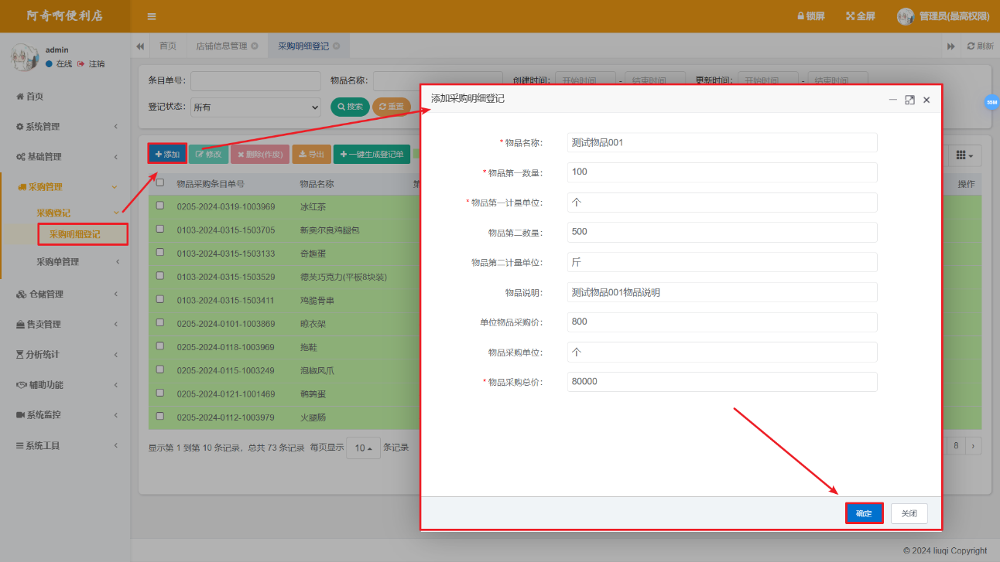 阿奇啊便利店
锁屏 全屏 管理员(最高权限)
admin
在线 注销
首页 店铺信息管理 采购明细登记 刷新
首页
系统管理
基础管理
采购管理
采购登记
采购明细登记
采购单管理
仓储管理
售卖管理
分析统计
辅助功能
系统监控
系统工具
条目单号: 物品名称: 创建时间: 开始时间 - 结束时间 更新时间: 开始时间 - 结束时间
登记状态: 所有 搜索 重置
添加 修改 删除(作废) 导出 一键生成登记单
物品采购条目单号 物品名称 第 操作
0205-2024-0319-1003969 冰红茶
0103-2024-0315-1503705 新奥尔良鸡腿包
0103-2024-0315-1503133 奇趣蛋
0103-2024-0315-1503529 德芙巧克力(平板8块装)
0103-2024-0315-1503411 鸡脆骨串
0205-2024-0101-1003869 晾衣架
0205-2024-0118-1003969 拖鞋
0205-2024-0115-1003249 泡椒风爪
0205-2024-0121-1001469 鹌鹑蛋
0205-2024-0112-1003979 火腿肠
显示第 1 到第 10 条记录，总共 73 条记录 每页显示 10 条记录
8 ›
添加采购明细登记
* 物品名称: 测试物品001
* 物品第一数量: 100
* 物品第一计量单位: 个
物品第二数量: 500
物品第二计量单位: 斤
物品说明: 测试物品001物品说明
单位物品采购价: 800
物品采购单位: 个
* 物品采购总价: 80000
确定 关闭
55M
© 2024 liuqi Copyright